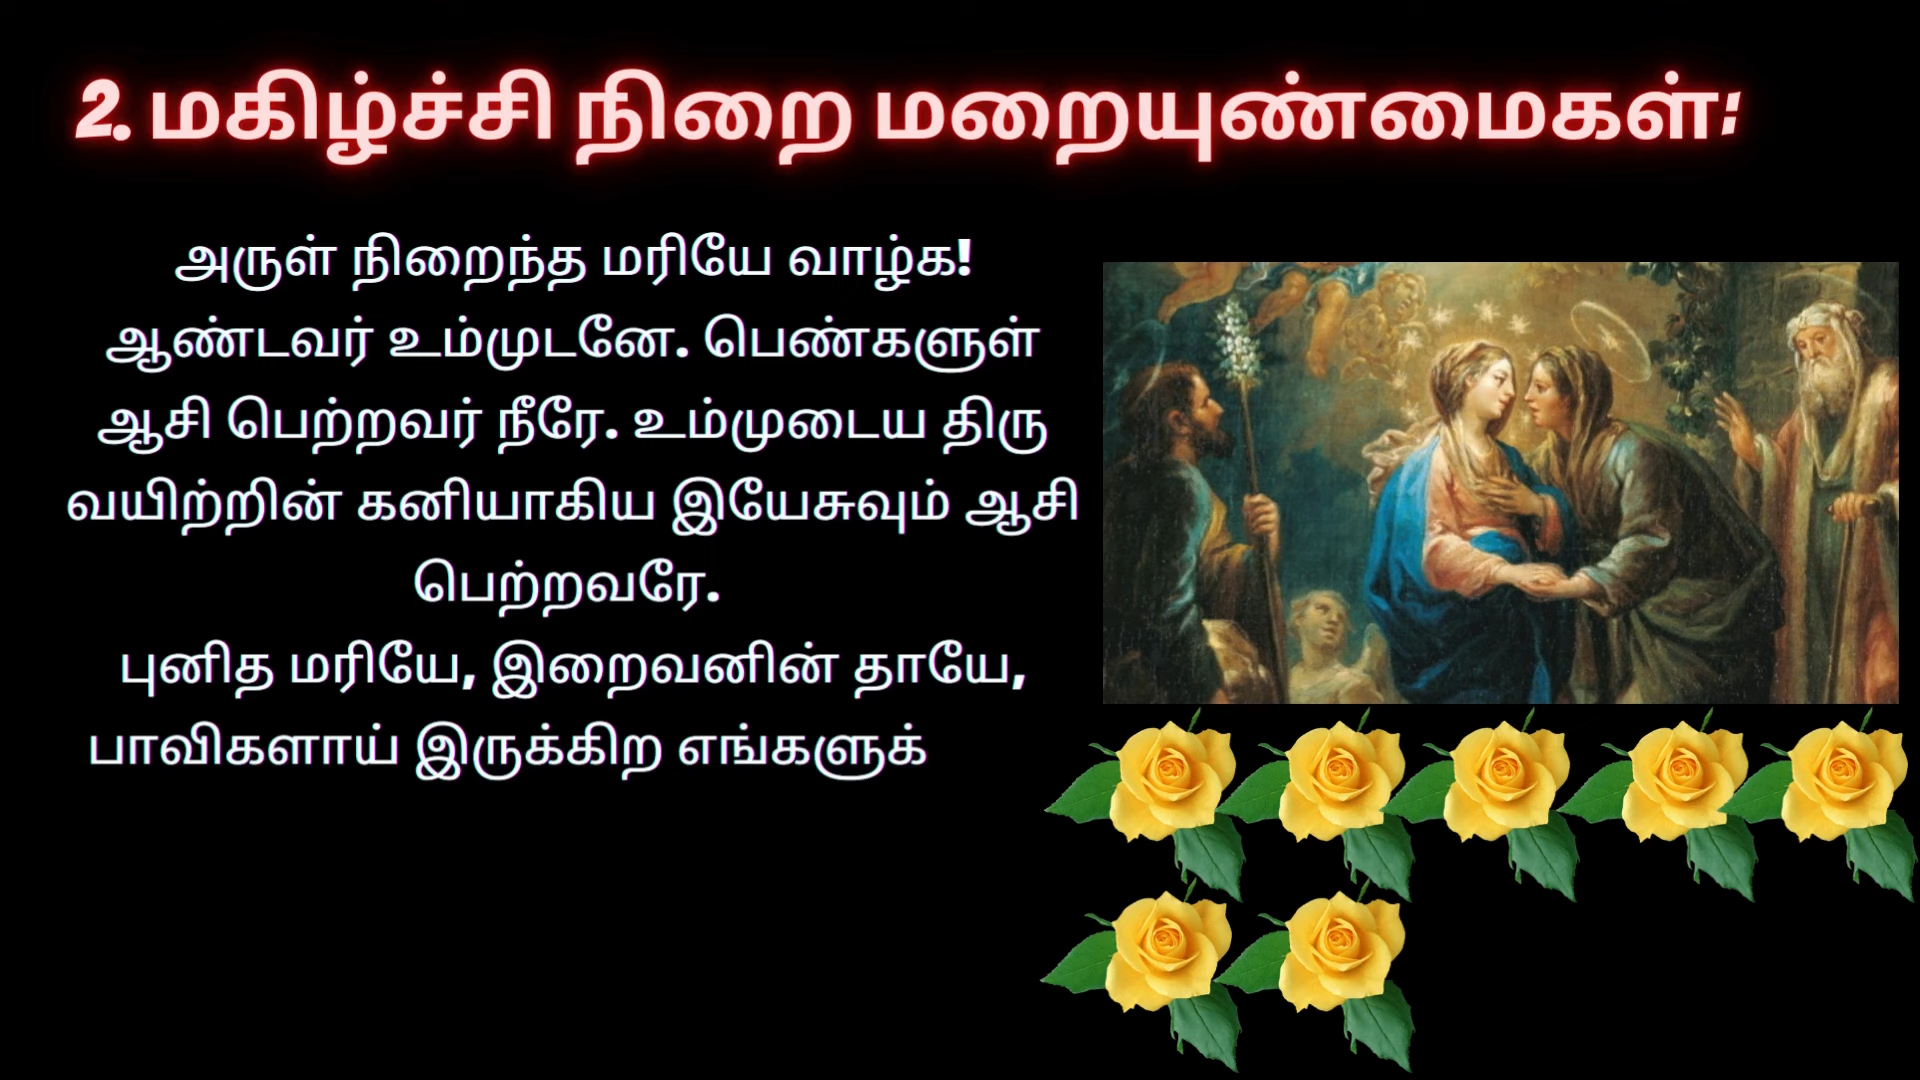 2. மகிழ்ச்சி நிறை மறையுண்மைகள்:
அருள் நிறைந்த மரியே வாழ்க!
ஆண்டவர் உம்முடனே. பெண்களுள்
ஆசி பெற்றவர் நீரே. உம்முடைய திரு
வயிற்றின் கனியாகிய இயேசுவும் ஆசி
பெற்றவரே.
புனித மரியே, இறைவனின் தாயே,
பாவிகளாய் இருக்கிற எங்களுக்